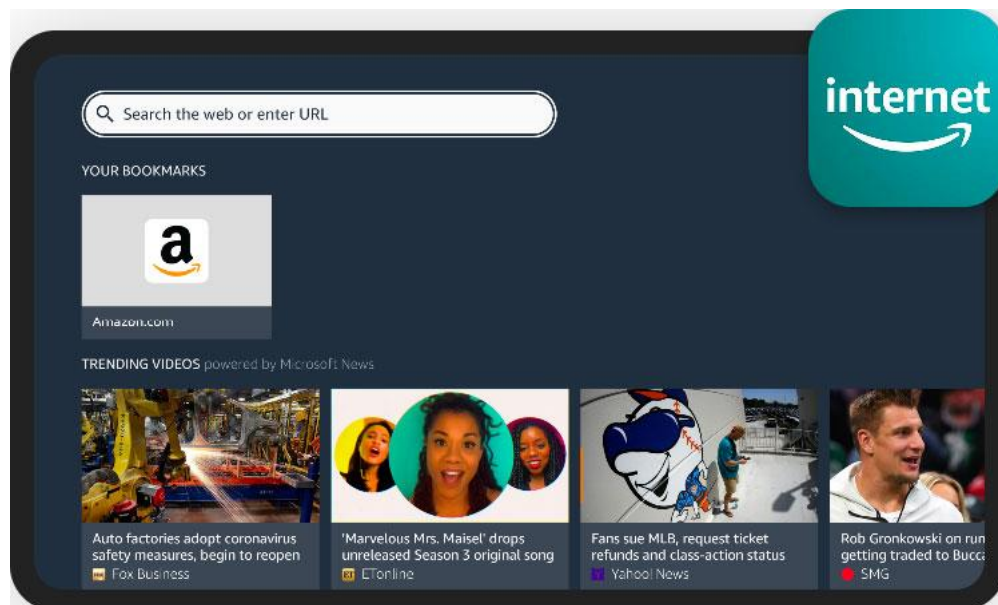 internet
Search the web or enter URL
YOUR BOOKMARKS
a
Amazon.com
TRENDING VIDEOS powered by Microsoft News
Auto factories adopt coronavirus
safety measures, begin to reopen
Fox Business
'Marvelous Mrs. Maisel' drops
unreleased Season 3 original song
ET
ETonline
Fans sue MLB, request ticket
refunds and class-action status
Y
Yahoo! News
Rob Gronkowski on
getting traded to
SMG